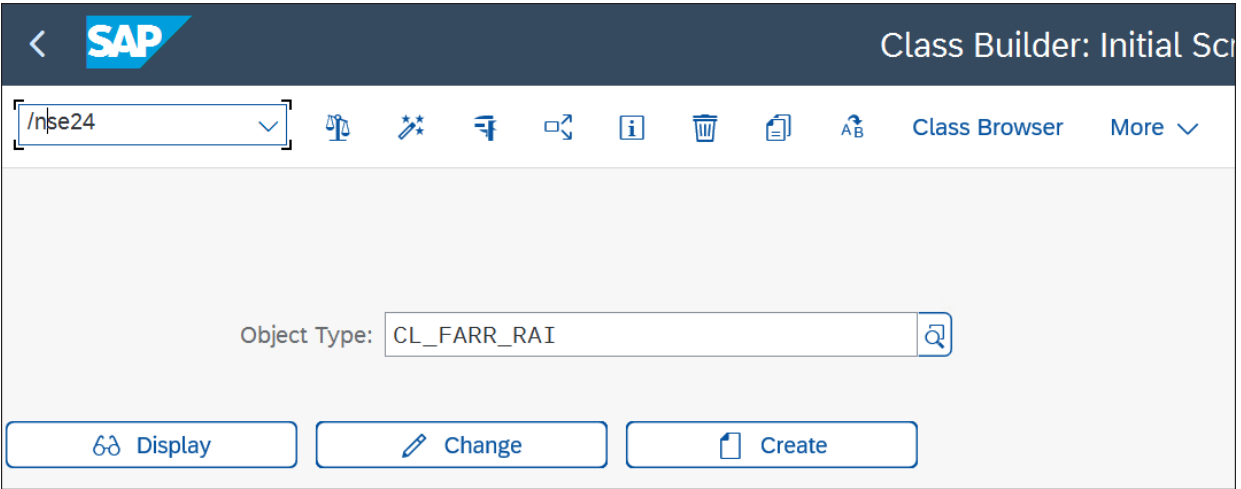 SAP
Class Builder: Initial Scr
/nse24
Class Browser
More
Object Type:
CL_FARR_RAI
Display
Change
Create